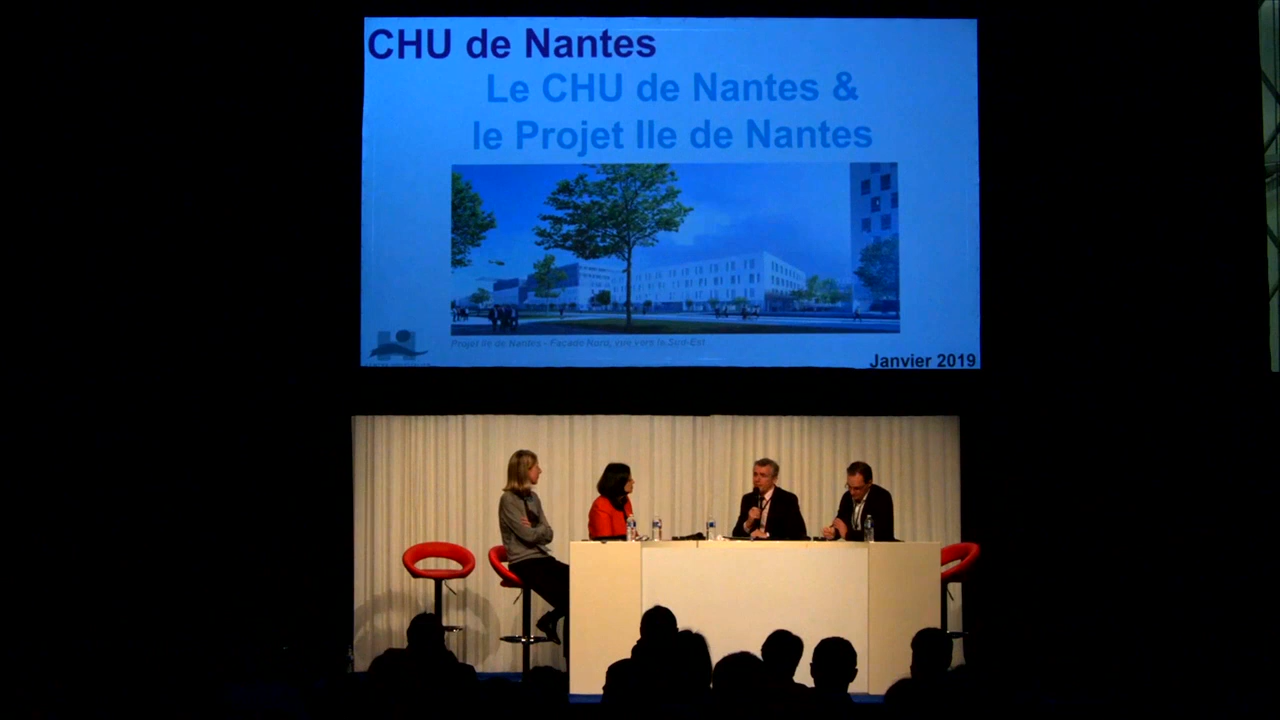 CHU de Nantes
Le CHU de Nantes &
le Projet Ile de Nantes
Projet Ile de Nantes - Façade Nord, vue vers le Sud-Est
Janvier 2019